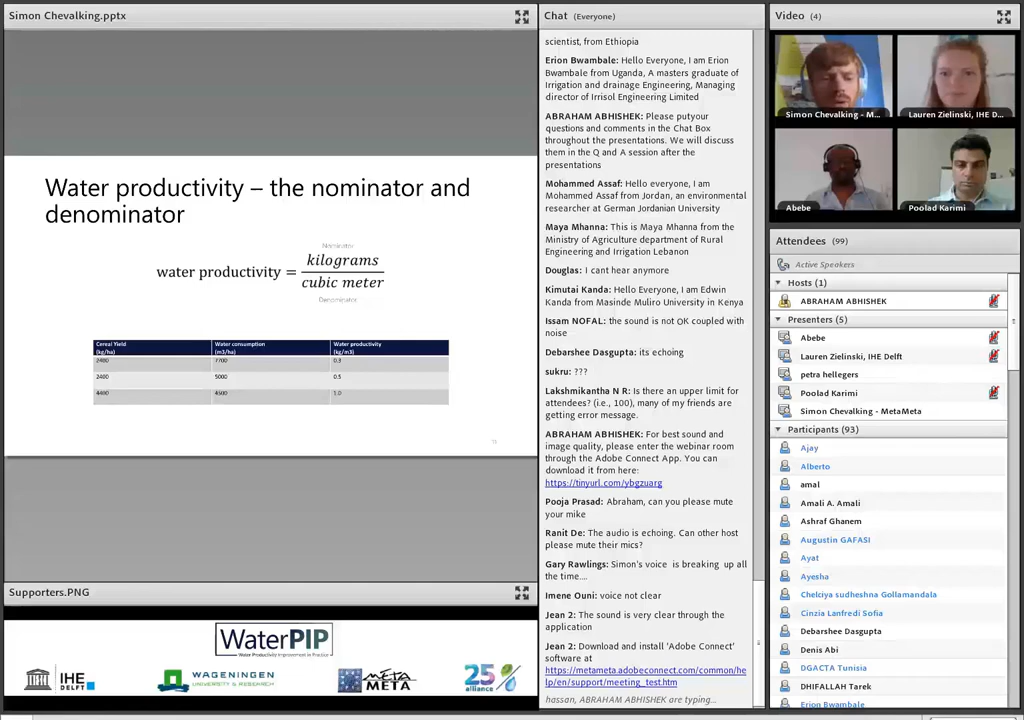 Simon Chevalking.pptx
Water productivity – the nominator and
denominator
Nominator
water productivity = kilograms
cubic meter
Denominator
Cereal Yield (kg/ha) Water consumption (m3/ha) Water productivity (kg/m3)
2400 7700 0.3
2400 5000 0.5
4400 4500 1.0
Supporters.PNG
WaterPIP
Water Productivity Improvement in Practice
IHE
DELFT
WAGENINGEN
UNIVERSITY & RESEARCH
META
META
25
alliance
Chat (Everyone)
scientist, from Ethiopia
Erion Bwambale: Hello Everyone, I am Erion
Bwambale from Uganda, A masters graduate of
Irrigation and drainage Engineering, Managing
director of Irrisol Engineering Limited
ABRAHAM ABHISHEK: Please putyour
questions and comments in the Chat Box
throughout the presentations. We will discuss
them in the Q and A session after the
presentations
Mohammed Assaf: Hello everyone, I am
Mohammed Assaf from Jordan, an environmental
researcher at German Jordanian University
Maya Mhanna: This is Maya Mhanna from the
Ministry of Agriculture department of Rural
Engineering and Irrigation Lebanon
Douglas: I cant hear anymore
Kimutai Kanda: Hello Everyone, I am Edwin
Kanda from Masinde Muliro University in Kenya
Issam NOFAL: the sound is not OK coupled with
noise
Debarshee Dasgupta: its echoing
sukru: ???
Lakshmikantha N R: Is there an upper limit for
attendees? (i.e., 100), many of my friends are
getting error message.
ABRAHAM ABHISHEK: For best sound and
image quality, please enter the webinar room
through the Adobe Connect App. You can
download it from here:
https://tinyurl.com/ybgzuarg
Pooja Prasad: Abraham, can you please mute
your mike
Ranit De: The audio is echoing. Can other host
please mute their mics?
Gary Rawlings: Simon's voice is breaking up all
the time....
Imene Ouni: voice not clear
Jean 2: The sound is very clear through the
application
Jean 2: Download and install 'Adobe Connect'
software at
https://metameta.adobeconnect.com/common/he
lp/en/support/meeting_test.htm
hassan, ABRAHAM ABHISHEK are typing...
Video (4)
Simon Chevalking - M...
Lauren Zielinski, IHE D...
Abebe
Poolad Karimi
Attendees (99)
Active Speakers
Hosts (1)
ABRAHAM ABHISHEK
Presenters (5)
Abebe
Lauren Zielinski, IHE Delft
petra hellegers
Poolad Karimi
Simon Chevalking - MetaMeta
Participants (93)
Ajay
Alberto
amal
Amali A. Amali
Ashraf Ghanem
Augustin GAFASI
Ayat
Ayesha
Chelciya sudheshna Gollamandala
Cinzia Lanfredi Sofia
Debarshee Dasgupta
Denis Abi
DGACTA Tunisia
DHIFALLAH Tarek
Erion Bwambale